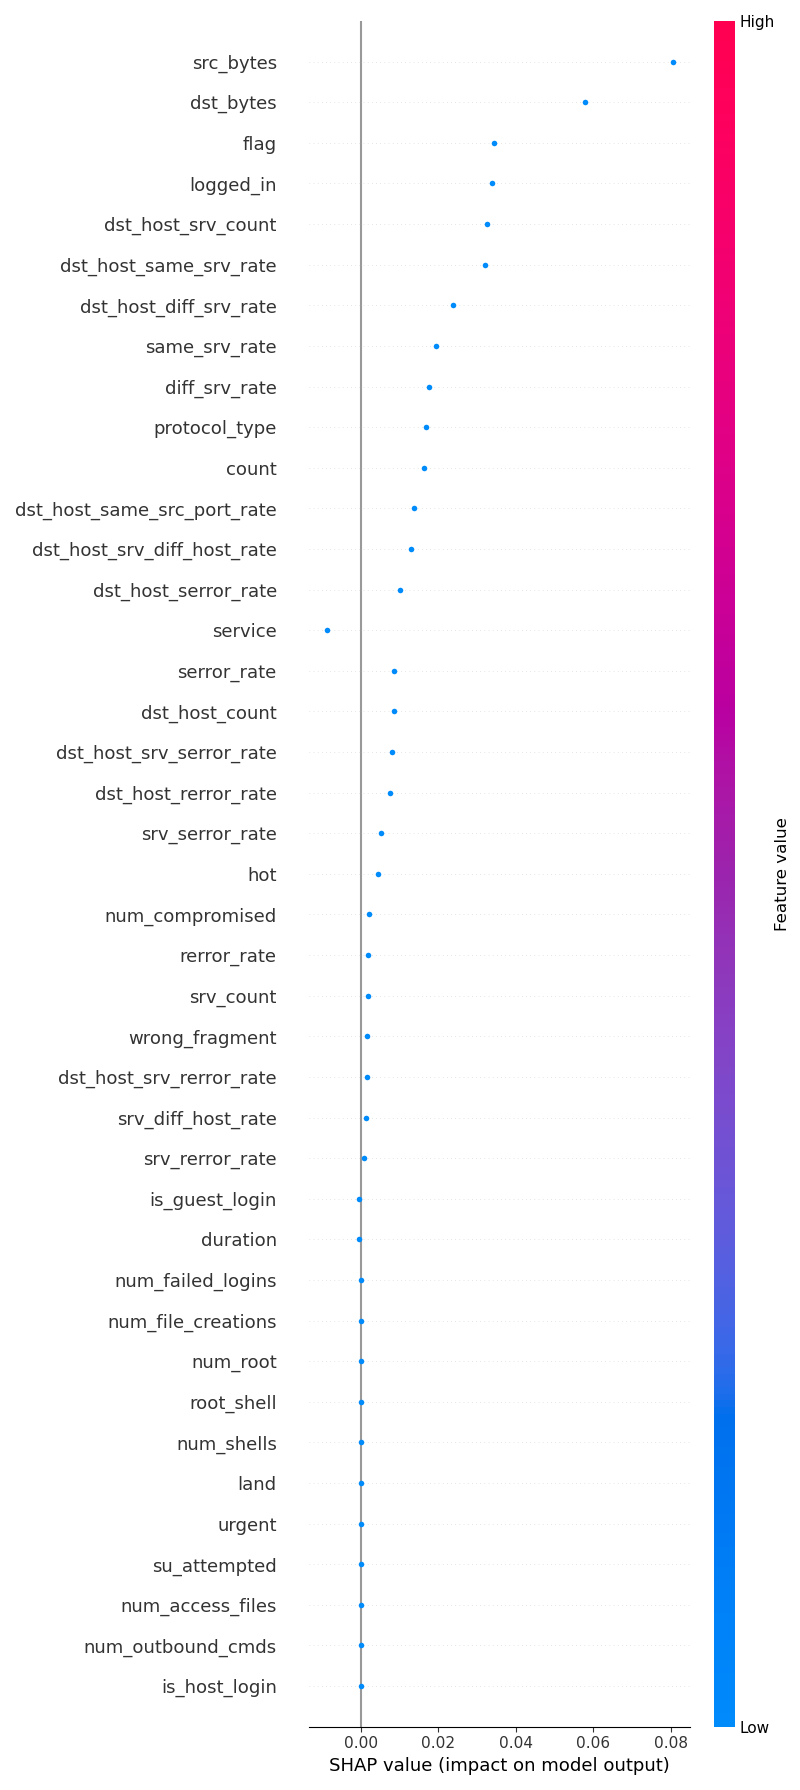 High
src_bytes
dst_bytes
flag
logged_in
dst_host_srv_count
dst_host_same_srv_rate
dst_host_diff_srv_rate
same_srv_rate
diff_srv_rate
protocol_type
count
dst_host_same_src_port_rate
dst_host_srv_diff_host_rate
dst_host_serror_rate
service
serror_rate
dst_host_count
dst_host_srv_serror_rate
dst_host_rerror_rate
srv_serror_rate
hot
num_compromised
rerror_rate
srv_count
wrong_fragment
dst_host_srv_rerror_rate
srv_diff_host_rate
srv_rerror_rate
is_guest_login
duration
num_failed_logins
num_file_creations
num_root
root_shell
num_shells
land
urgent
su_attempted
num_access_files
num_outbound_cmds
is_host_login
Feature value
Low
0.00 0.02 0.04 0.06 0.08
SHAP value (impact on model output)